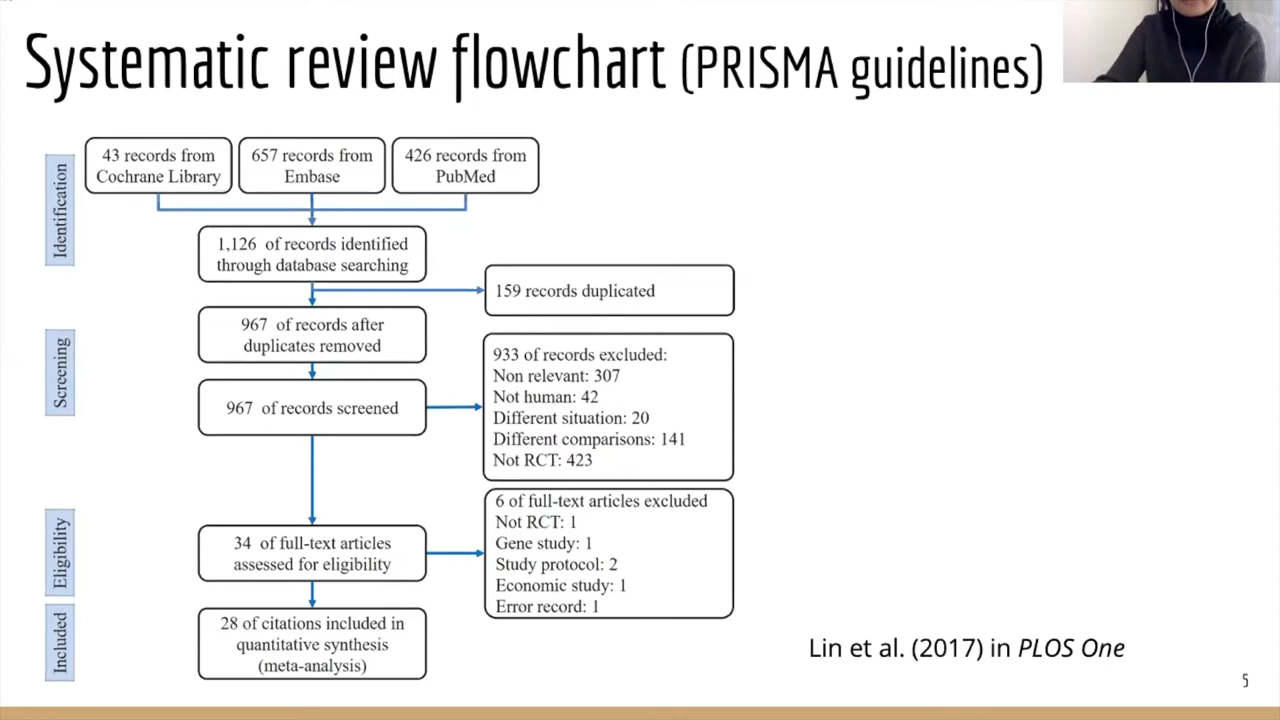 Systematic review flowchart (PRISMA guidelines)
Identification
43 records from
Cochrane Library
657 records from
Embase
426 records from
PubMed
1,126 of records identified
through database searching
159 records duplicated
Screening
967 of records after
duplicates removed
967 of records screened
933 of records excluded:
Non relevant: 307
Not human: 42
Different situation: 20
Different comparisons: 141
Not RCT: 423
Eligibility
34 of full-text articles
assessed for eligibility
6 of full-text articles excluded
Not RCT: 1
Gene study: 1
Study protocol: 2
Economic study: 1
Error record: 1
Included
28 of citations included in
quantitative synthesis
(meta-analysis)
Lin et al. (2017) in PLOS One
5